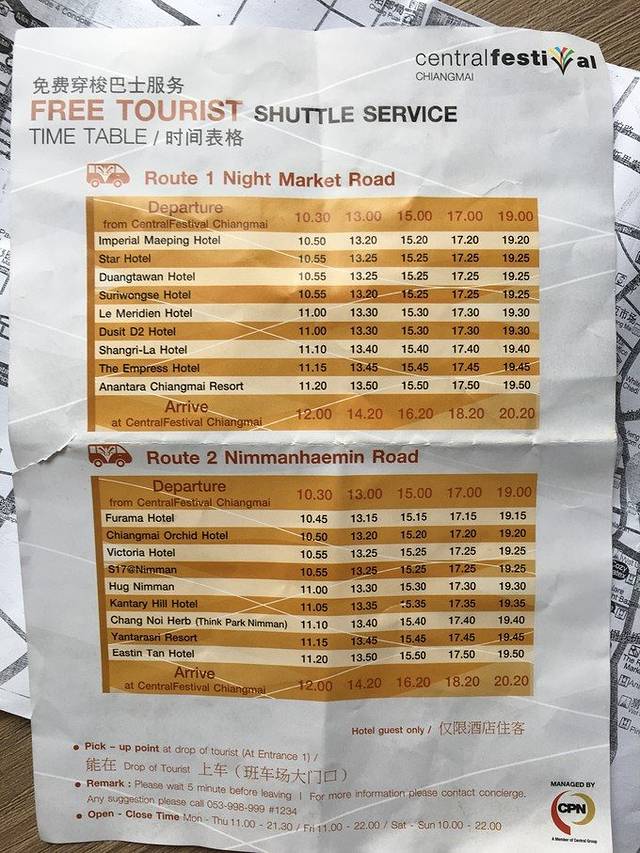 centralfestival
CHIANGMAI
免费穿梭巴士服务
FREE TOURIST SHUTTLE SERVICE
TIME TABLE / 时间表格
Route 1 Night Market Road
Departure
from CentralFestival Chiangmai 10.30 13.00 15.00 17.00 19.00
Imperial Maeping Hotel 10.50 13.20 15.20 17.20 19.20
Star Hotel 10.55 13.25 15.25 17.25 19.25
Duangtawan Hotel 10.55 13.25 15.25 17.25 19.25
Suriwongse Hotel 10.55 13.20 15.25 17.25 19.25
Le Meridien Hotel 11.00 13.30 15.30 17.30 19.30
Dusit D2 Hotel 11.00 13.30 15.30 17.30 19.30
Shangri-La Hotel 11.10 13.40 15.40 17.40 19.40
The Empress Hotel 11.15 13.45 15.45 17.45 19.45
Anantara Chiangmai Resort 11.20 13.50 15.50 17.50 19.50
Arrive
at CentralFestival Chiangmai 12.00 14.20 16.20 18.20 20.20
Route 2 Nimmanhaemin Road
Departure
from CentralFestival Chiangmai 10.30 13.00 15.00 17.00 19.00
Furama Hotel 10.45 13.15 15.15 17.15 19.15
Chiangmai Orchid Hotel 10.50 13.20 15.20 17.20 19.20
Victoria Hotel 10.55 13.25 15.25 17.25 19.25
S17@Nimman 10.55 13.25 15.25 17.25 19.25
Hug Nimman 11.00 13.30 15.30 17.30 19.30
Kantary Hill Hotel 11.05 13.35 15.35 17.35 19.35
Chang Noi Herb (Think Park Nimman) 11.10 13.40 15.40 17.40 19.40
Yantarasri Resort 11.15 13.45 15.45 17.45 19.45
Eastin Tan Hotel 11.20 13.50 15.50 17.50 19.50
Arrive
at CentralFestival Chiangmai 12.00 14.20 16.20 18.20 20.20
Hotel guest only / 仅限酒店住客
Pick – up point at drop of tourist (At Entrance 1) /
能在 Drop of Tourist 上车（班车场大门口）
Remark : Please wait 5 minute before leaving | For more information please contact concierge.
Any suggestion please call 053-998-999 #1234
Open - Close Time Mon - Thu 11.00 - 21.30 / Fri 11.00 - 22.00 / Sat - Sun 10.00 - 22.00
MANAGED BY
CPN
A Member of Central Group